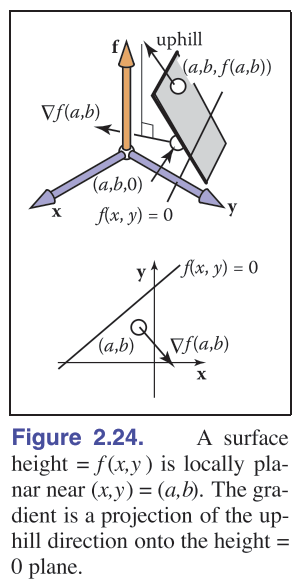 f
uphill
(a,b, f(a,b))
∇f(a,b)
(a,b,0)
x
f(x, y) = 0
y
y
f(x, y) = 0
(a,b)
∇f(a,b)
x
Figure 2.24. A surface
height = f(x,y) is locally pla-
nar near (x,y) = (a,b). The gra-
dient is a projection of the up-
hill direction onto the height =
0 plane.